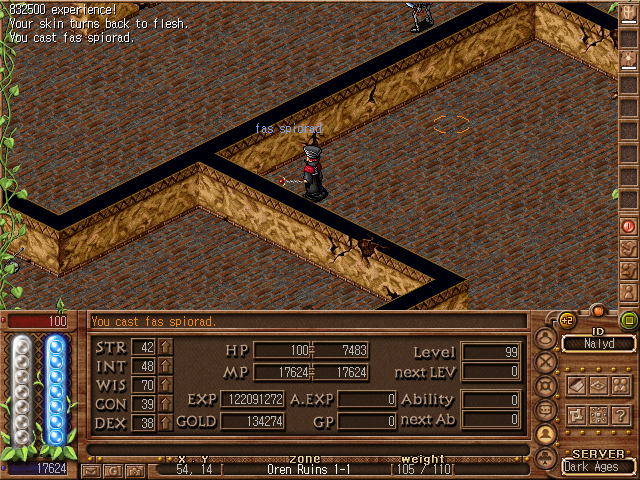 832500 experience!
Your skin turns back to flesh.
You cast fas spiorad.
fas spiorad
100
You cast fas spiorad.
+2
ID
Nalyd
STR 42
INT 48
WIS 70
CON 39
DEX 38
HP 100 7483
MP 17624 17624
EXP 122091272
A.EXP 0
GOLD 134274
GP 0
Level 99
next LEV 0
Ability 0
next Ab 0
?
17624
G
x y zone weight
54, 14 [ Oren Ruins 1-1 [105 / 110]
SERVER
Dark Ages